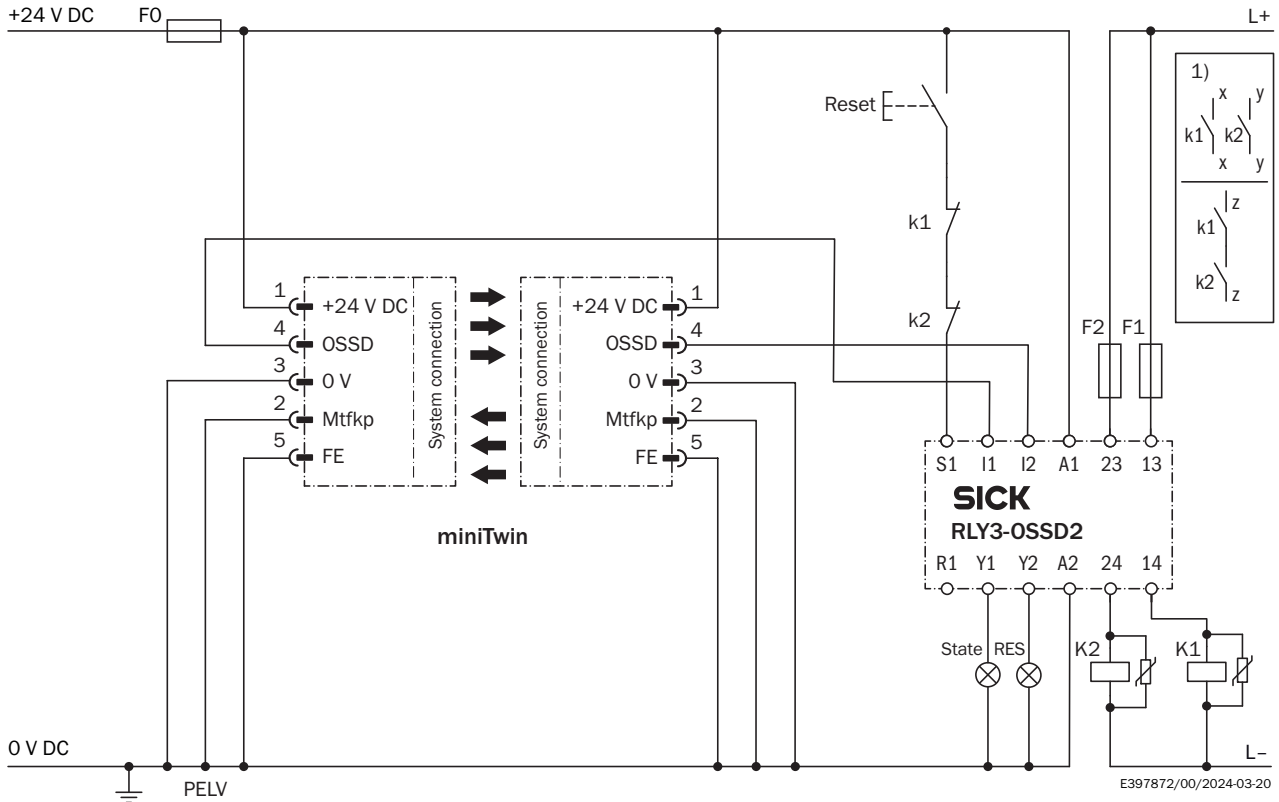 +24 V DC
F0
L+
1)
x
y
k1
k2
x
y
z
k1
k2
z
Reset
k1
k2
F2
F1
1
+24 V DC
4
OSSD
3
0 V
2
Mtfkp
5
FE
System connection
System connection
+24 V DC
1
OSSD
4
0 V
3
Mtfkp
2
FE
5
miniTwin
S1
I1
I2
A1
23
13
SICK
RLY3-OSSD2
R1
Y1
Y2
A2
24
14
State
RES
K2
K1
0 V DC
PELV
L–
E397872/00/2024-03-20